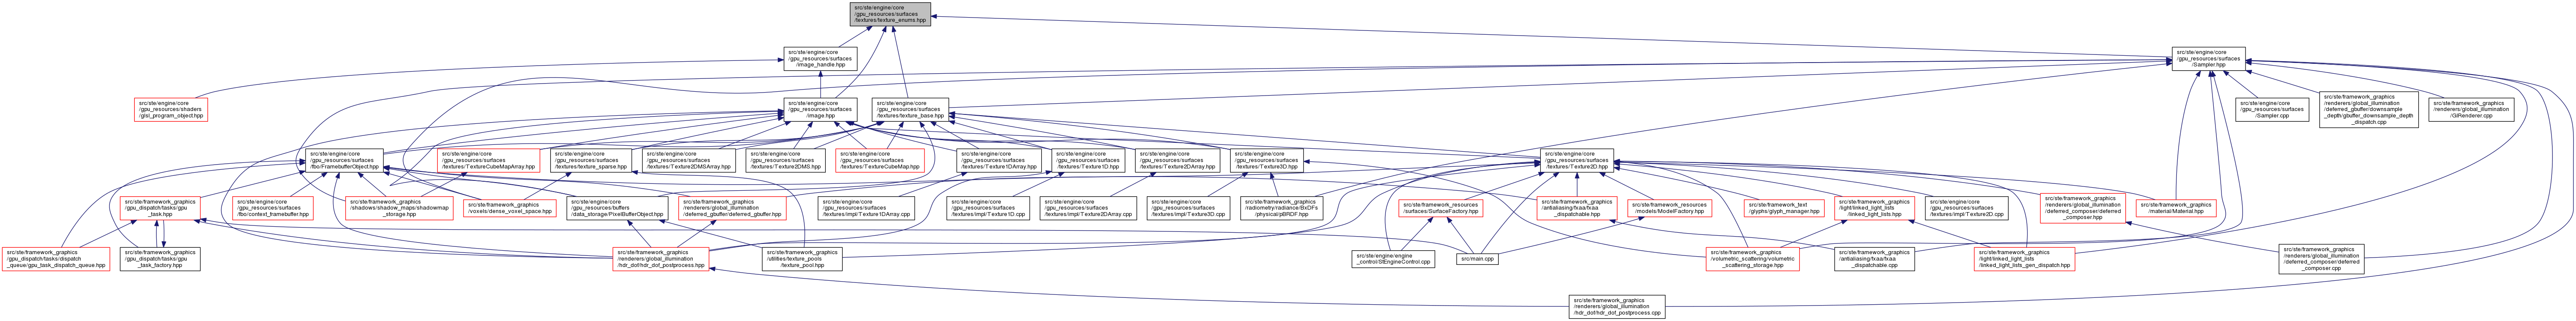 src/ste/engine/core
/gpu_resources/surfaces
/textures/texture_enums.hpp
src/ste/engine/core
/gpu_resources/surfaces
/image_handle.hpp
src/ste/engine/core
/gpu_resources/surfaces
/Sampler.hpp
src/ste/engine/core
/gpu_resources/shaders
/glsl_program_object.hpp
src/ste/engine/core
/gpu_resources/surfaces
/image.hpp
src/ste/engine/core
/gpu_resources/surfaces
/textures/texture_base.hpp
src/ste/engine/core
/gpu_resources/surfaces
/Sampler.cpp
src/ste/framework_graphics
/renderers/global_illumination
/deferred_gbuffer/downsample
_depth/gbuffer_downsample_depth
_dispatch.cpp
src/ste/framework_graphics
/renderers/global_illumination
/GIRenderer.cpp
src/ste/engine/core
/gpu_resources/surfaces
/fbo/FramebufferObject.hpp
src/ste/engine/core
/gpu_resources/surfaces
/textures/TextureCubeMapArray.hpp
src/ste/engine/core
/gpu_resources/surfaces
/textures/texture_sparse.hpp
src/ste/engine/core
/gpu_resources/surfaces
/textures/Texture2DMSArray.hpp
src/ste/engine/core
/gpu_resources/surfaces
/textures/Texture2DMS.hpp
src/ste/engine/core
/gpu_resources/surfaces
/textures/TextureCubeMap.hpp
src/ste/engine/core
/gpu_resources/surfaces
/textures/Texture1DArray.hpp
src/ste/engine/core
/gpu_resources/surfaces
/textures/Texture1D.hpp
src/ste/engine/core
/gpu_resources/surfaces
/textures/Texture2DArray.hpp
src/ste/engine/core
/gpu_resources/surfaces
/textures/Texture3D.hpp
src/ste/engine/core
/gpu_resources/surfaces
/textures/Texture2D.hpp
src/ste/framework_graphics
/gpu_dispatch/tasks/gpu
_task.hpp
src/ste/engine/core
/gpu_resources/surfaces
/fbo/context_framebuffer.hpp
src/ste/framework_graphics
/shadows/shadow_maps/shadowmap
_storage.hpp
src/ste/framework_graphics
/voxels/dense_voxel_space.hpp
src/ste/engine/core
/gpu_resources/buffers
/data_storage/PixelBufferObject.hpp
src/ste/framework_graphics
/renderers/global_illumination
/deferred_gbuffer/deferred_gbuffer.hpp
src/ste/engine/core
/gpu_resources/surfaces
/textures/impl/Texture1DArray.cpp
src/ste/engine/core
/gpu_resources/surfaces
/textures/impl/Texture1D.cpp
src/ste/engine/core
/gpu_resources/surfaces
/textures/impl/Texture2DArray.cpp
src/ste/engine/core
/gpu_resources/surfaces
/textures/impl/Texture3D.cpp
src/ste/framework_graphics
/radiometry/radiance/BxDFs
/physical/pBRDF.hpp
src/ste/framework_resources
/surfaces/SurfaceFactory.hpp
src/ste/framework_graphics
/antialiasing/fxaa/fxaa
_dispatchable.hpp
src/ste/framework_resources
/models/ModelFactory.hpp
src/ste/framework_text
/glyphs/glyph_manager.hpp
src/ste/framework_graphics
/light/linked_light_lists
/linked_light_lists.hpp
src/ste/engine/core
/gpu_resources/surfaces
/textures/impl/Texture2D.cpp
src/ste/framework_graphics
/renderers/global_illumination
/deferred_composer/deferred
_composer.hpp
src/ste/framework_graphics
/material/Material.hpp
src/ste/framework_graphics
/gpu_dispatch/tasks/dispatch
_queue/gpu_task_dispatch_queue.hpp
src/ste/framework_graphics
/gpu_dispatch/tasks/gpu
_task_factory.hpp
src/ste/framework_graphics
/renderers/global_illumination
/hdr_dof/hdr_dof_postprocess.hpp
src/ste/framework_graphics
/utilities/texture_pools
/texture_pool.hpp
src/ste/engine/engine
_control/StEngineControl.cpp
src/main.cpp
src/ste/framework_graphics
/volumetric_scattering/volumetric
_scattering_storage.hpp
src/ste/framework_graphics
/antialiasing/fxaa/fxaa
_dispatchable.cpp
src/ste/framework_graphics
/light/linked_light_lists
/linked_light_lists_gen_dispatch.hpp
src/ste/framework_graphics
/renderers/global_illumination
/deferred_composer/deferred
_composer.cpp
src/ste/framework_graphics
/renderers/global_illumination
/hdr_dof/hdr_dof_postprocess.cpp